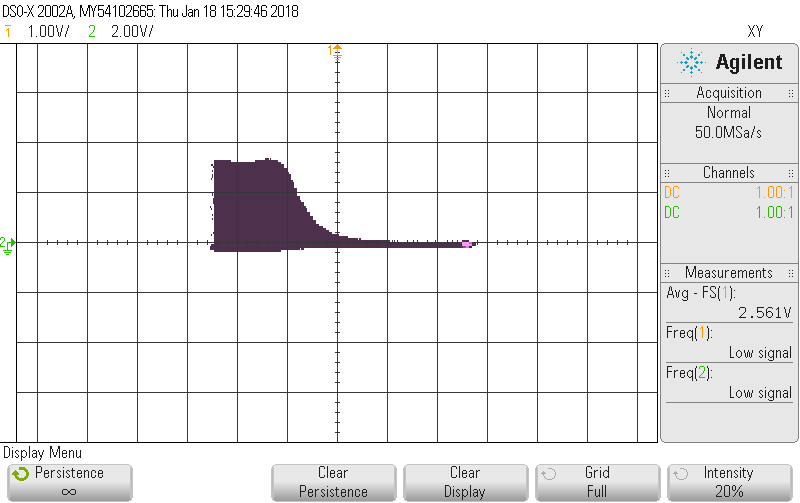 DSO-X 2002A, MY54102665: Thu Jan 18 15:29:46 2018
1 1.00V/ 2 2.00V/ XY
1
2
Agilent
Acquisition
Normal
50.0MSa/s
Channels
DC 1.00:1
DC 1.00:1
Measurements
Avg - FS(1):
2.561V
Freq(1):
Low signal
Freq(2):
Low signal
Display Menu
Persistence
∞
Clear
Persistence
Clear
Display
Grid
Full
Intensity
20%